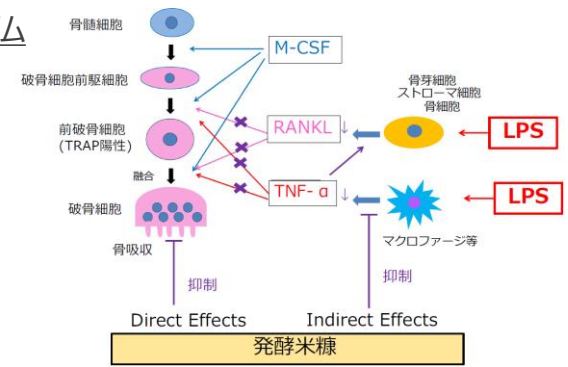 ム
骨髄細胞
M-CSF
破骨細胞前駆細胞
骨芽細胞
ストローマ細胞
骨細胞
前破骨細胞
(TRAP陽性)
RANKL ↓
LPS
融合
TNF- α ↓
LPS
破骨細胞
マクロファージ等
骨吸収
抑制
抑制
Direct Effects
Indirect Effects
発酵米糠